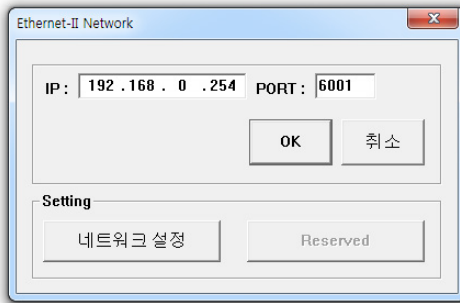 Ethernet-II Network
IP : 192 .168 . 0 .254 PORT : 6001
OK 취소
Setting
네트워크 설정 Reserved